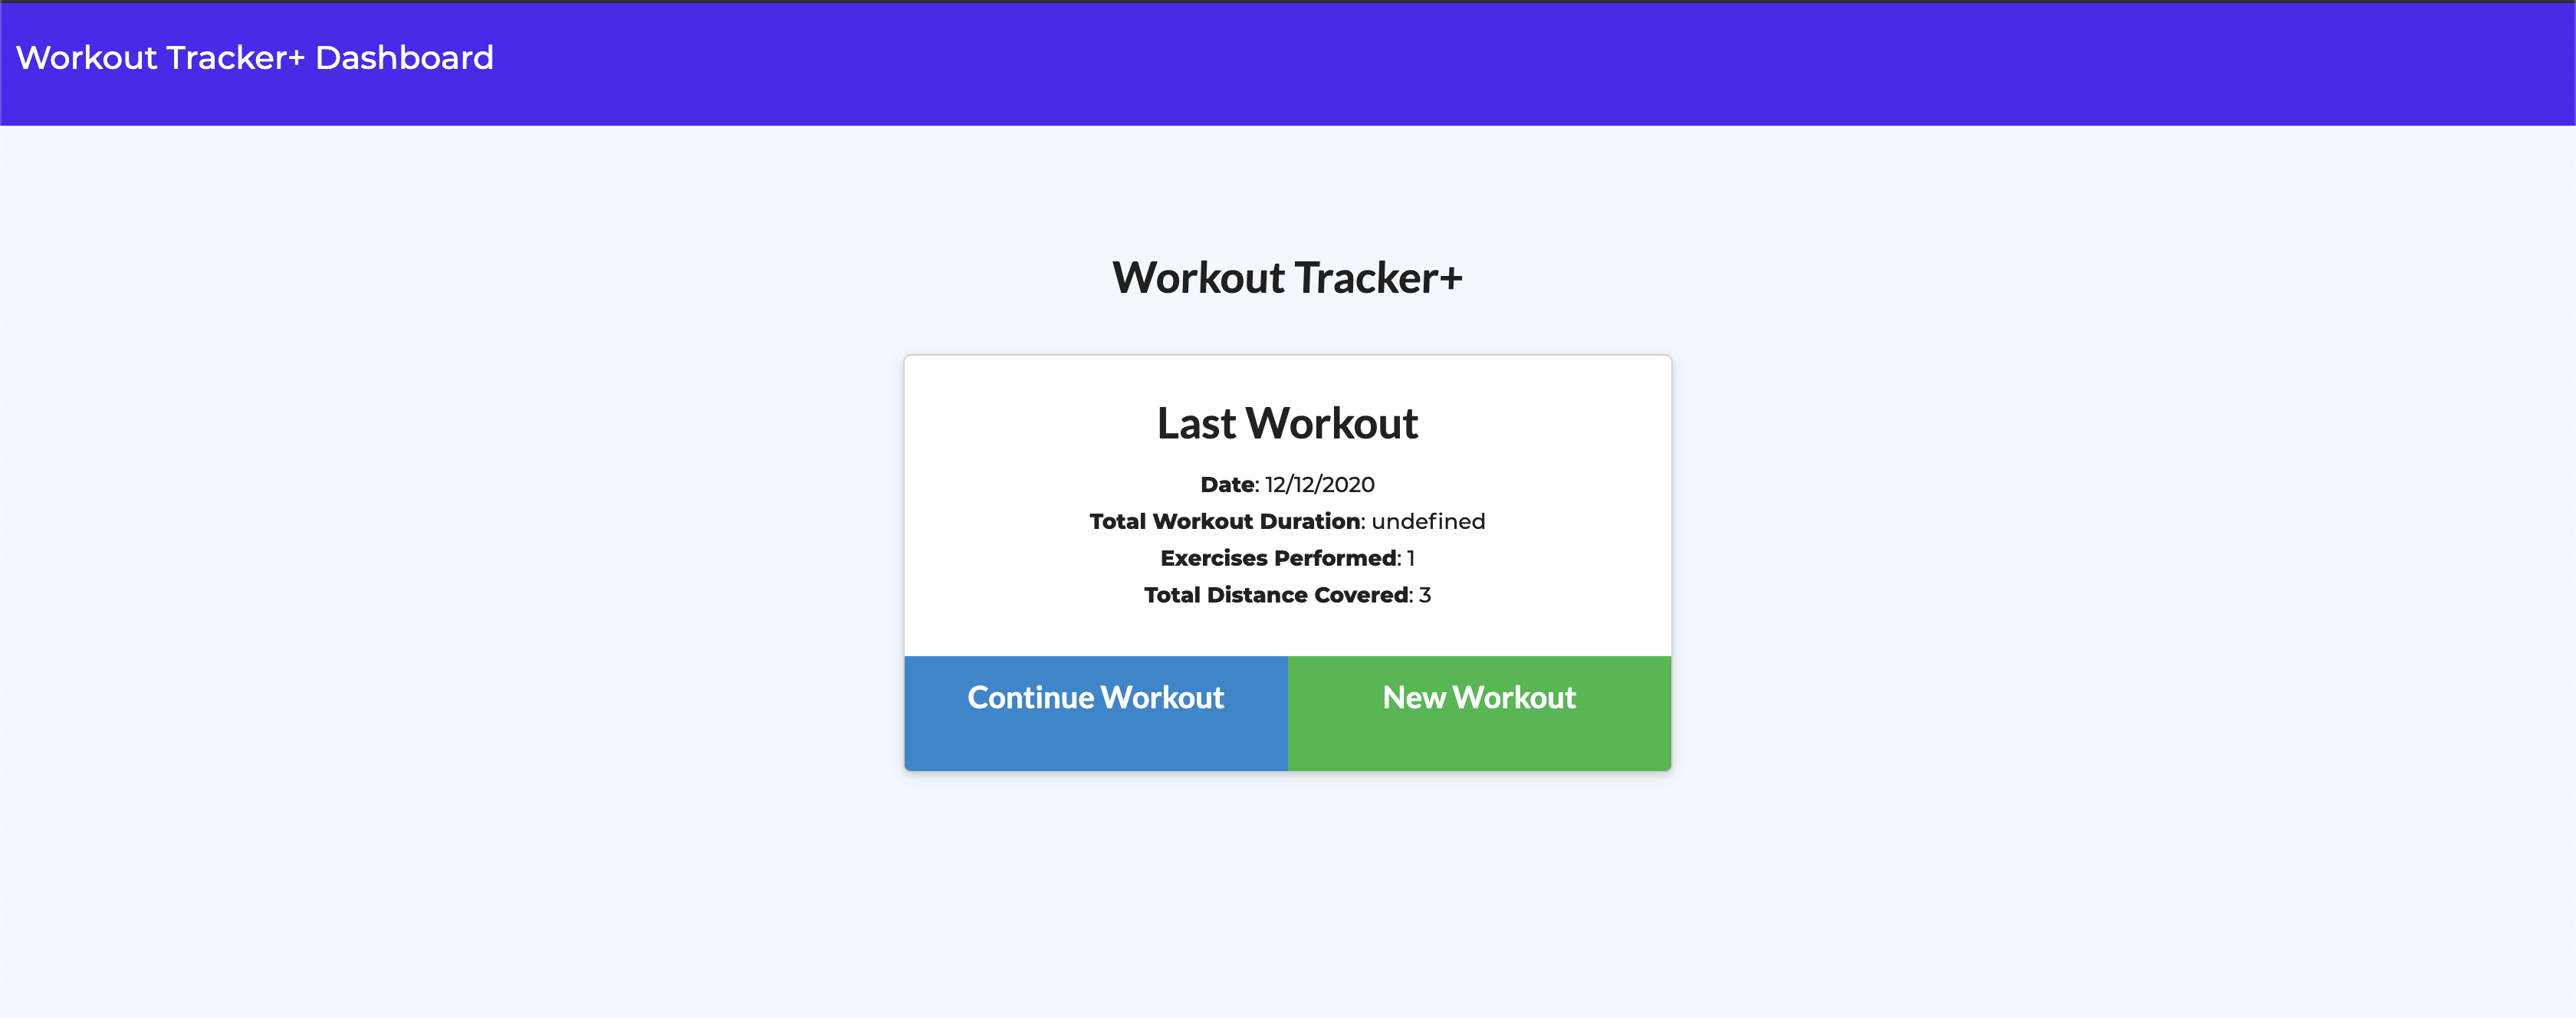 Workout Tracker+ Dashboard
Workout Tracker+
Last Workout
Date: 12/12/2020
Total Workout Duration: undefined
Exercises Performed: 1
Total Distance Covered: 3
Continue Workout
New Workout